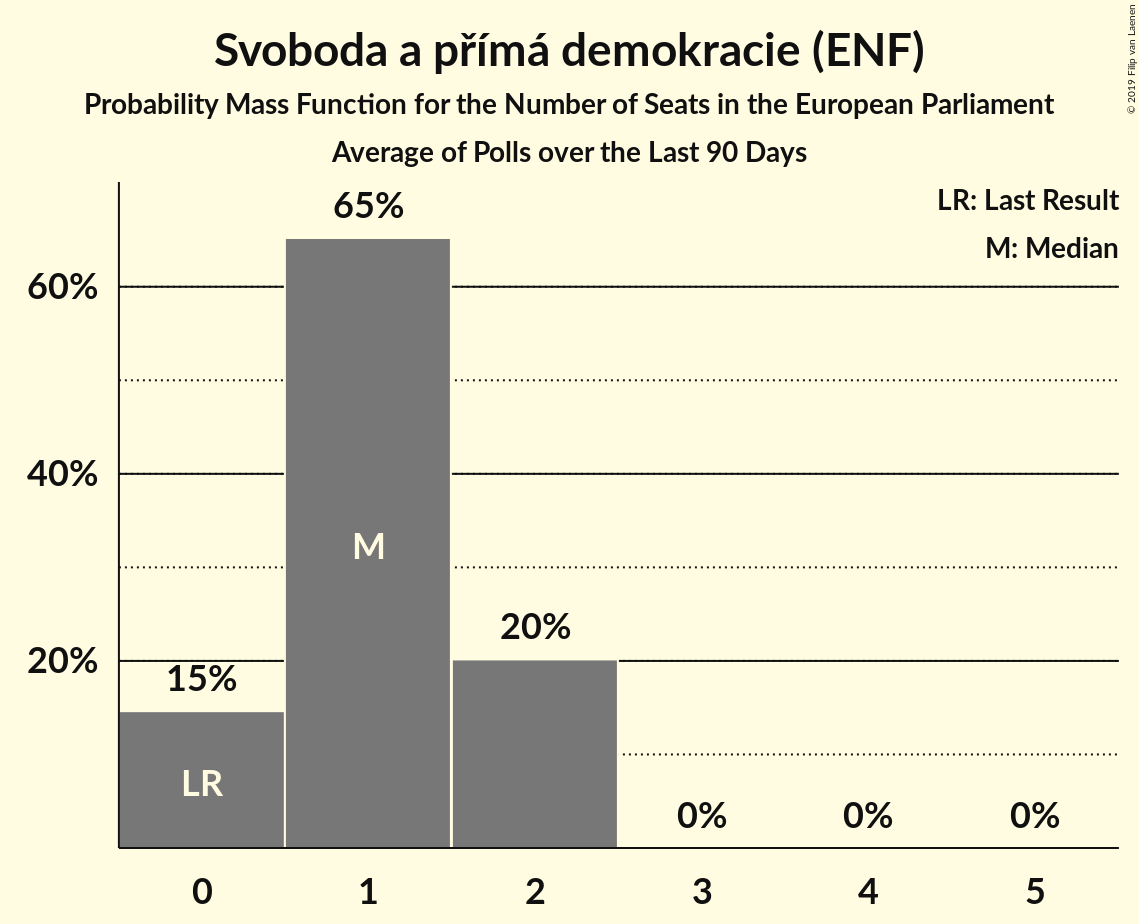 Svoboda a přímá demokracie (ENF)
Probability Mass Function for the Number of Seats in the European Parliament
Average of Polls over the Last 90 Days
© 2019 Filip van Laenen
LR: Last Result
M: Median
65%
60%
40%
M
20%
20%
15%
LR
0%
0%
0%
0
1
2
3
4
5